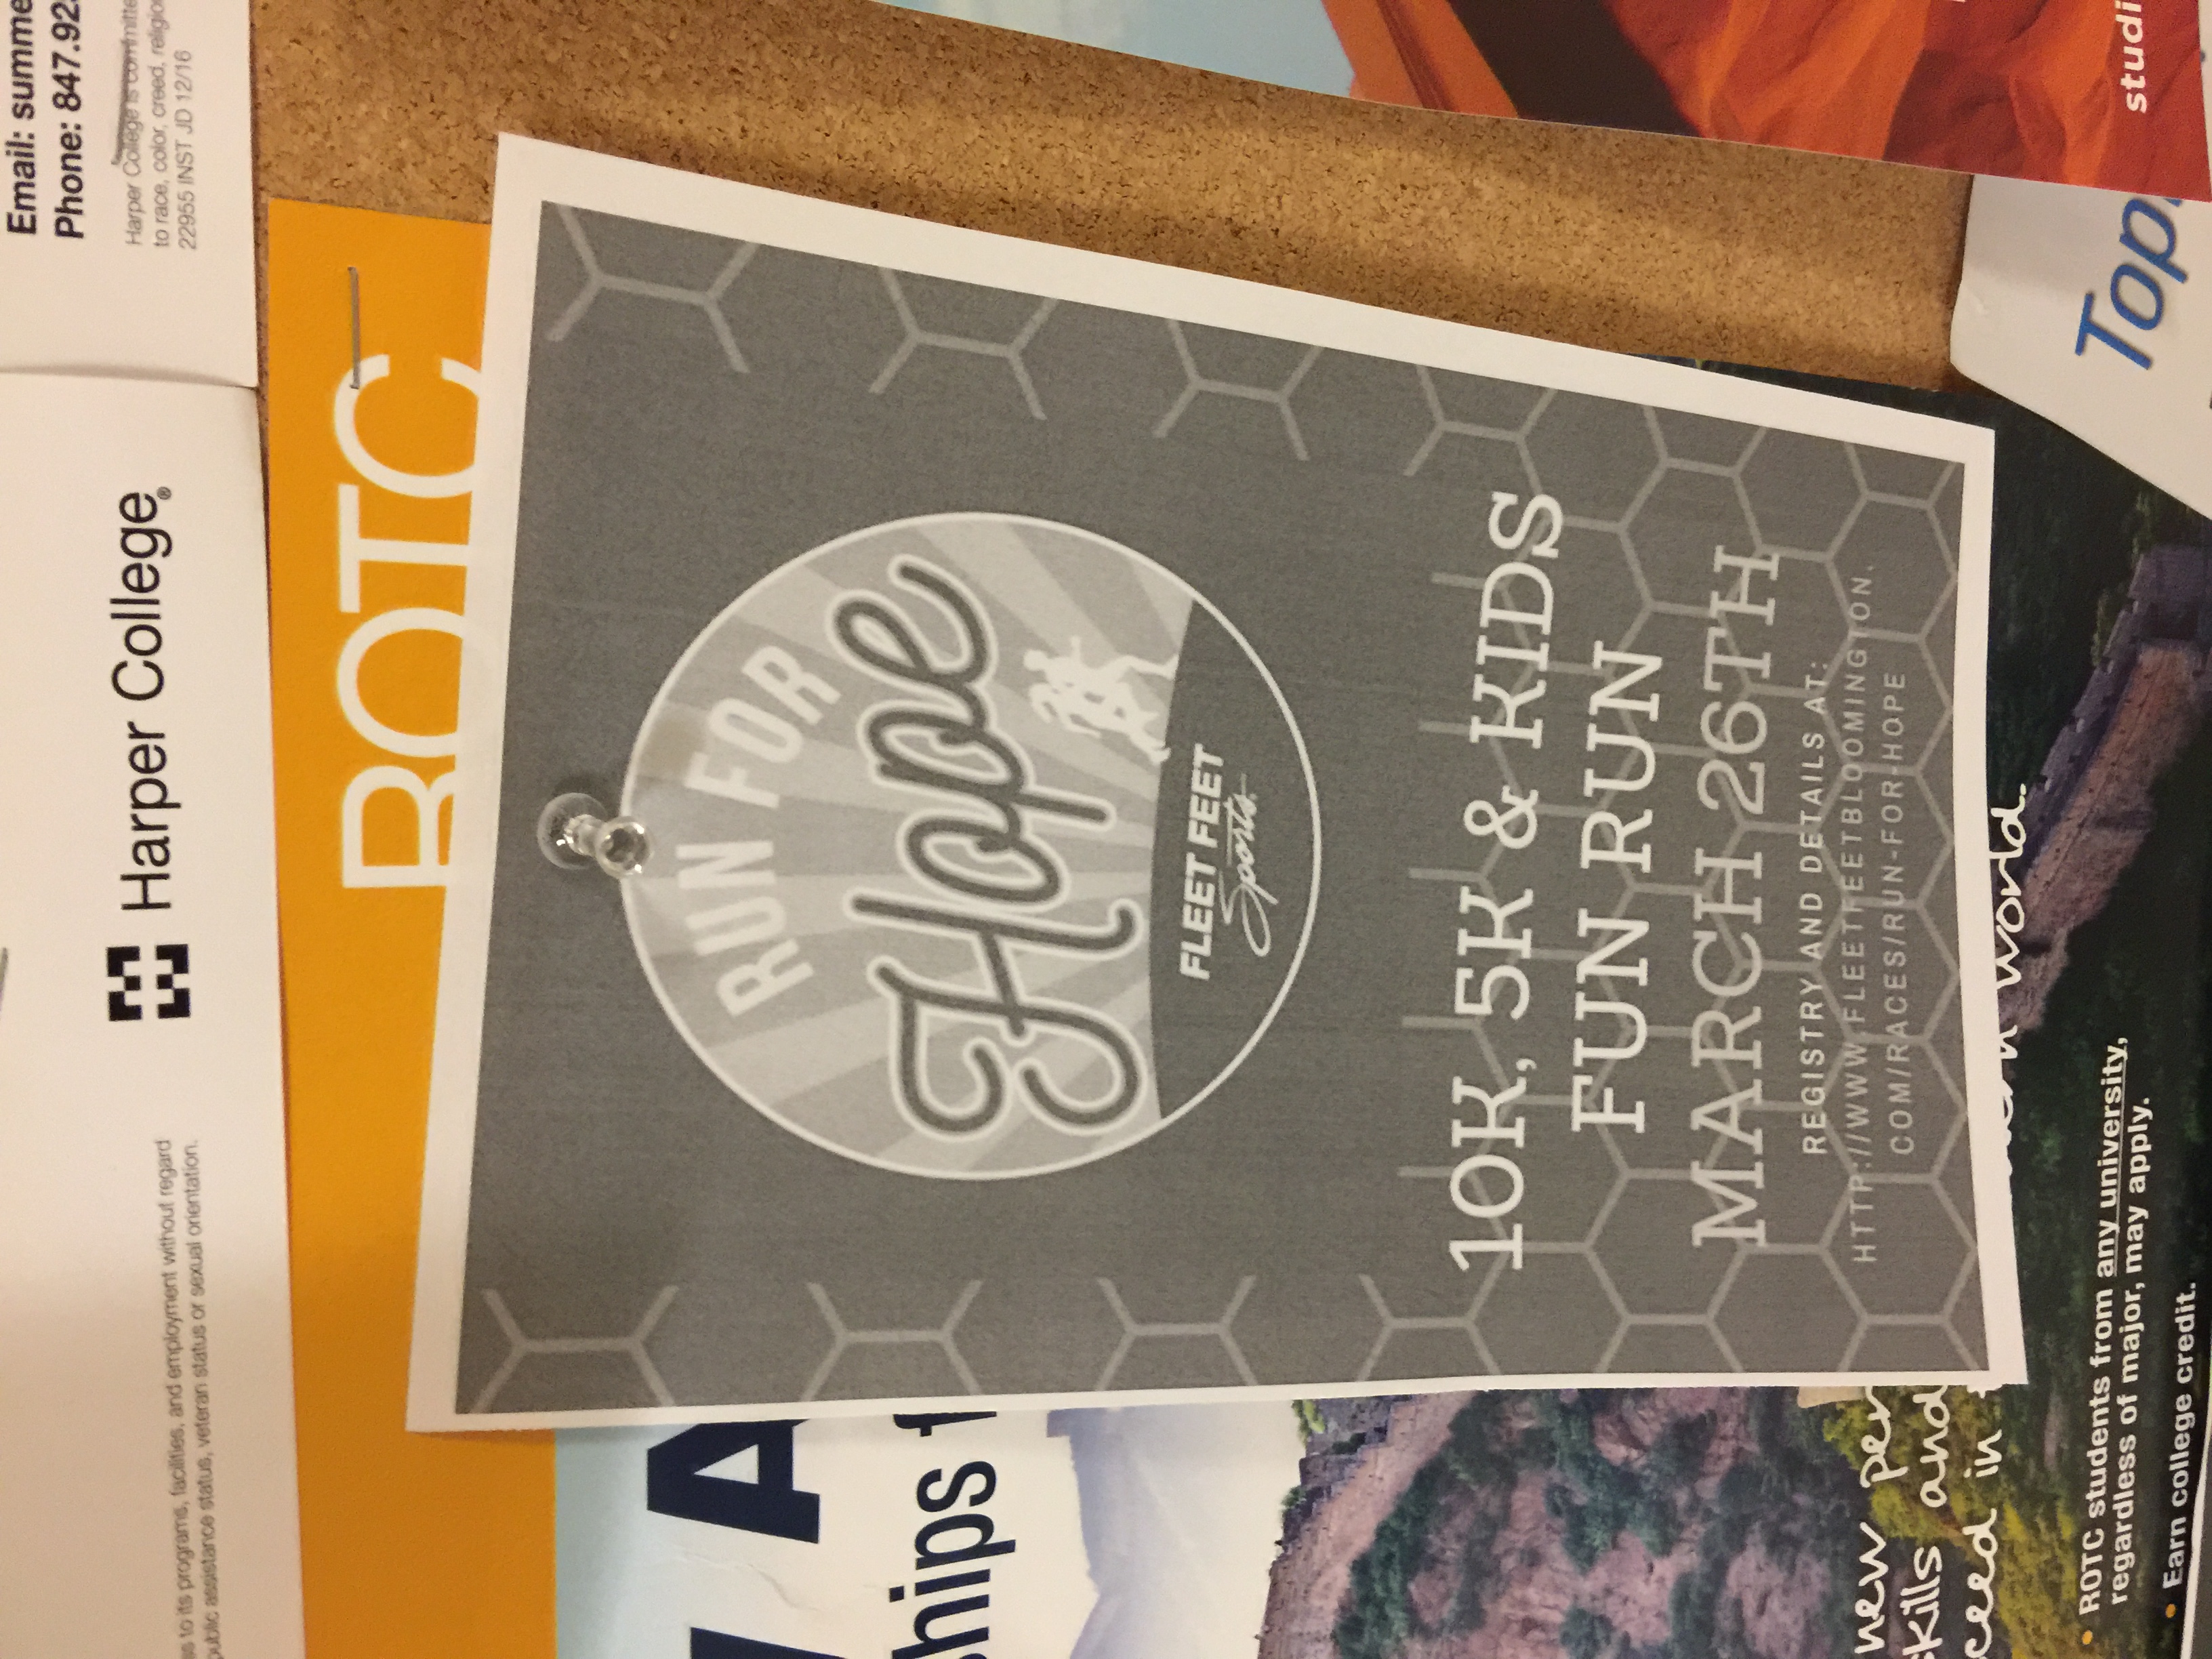 Email: summe
Phone: 847.92
Harper College is committe
to race, color, creed, religio
22955 INST JD 12/16
ss to its programs, facilities, and employment without regard
public assistance status, veteran status or sexual orientation.
Harper College®
ROTC
A
ships f
RUN FOR
Hope
FLEET FEET
Sports
10K, 5K & KIDS
FUN RUN
MARCH 26TH
REGISTRY AND DETAILS AT:
HTTP://WWW.FLEETFEETBLOOMINGTON.
COM/RACES/RUN-FOR-HOPE
new per
skills and
ceed in
world.
• ROTC students from any university,
regardless of major, may apply.
• Earn college credit.
Top
studi